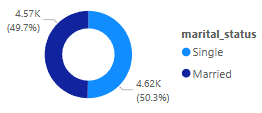 4.57K
(49.7%)
4.62K
(50.3%)
marital_status
Single
Married